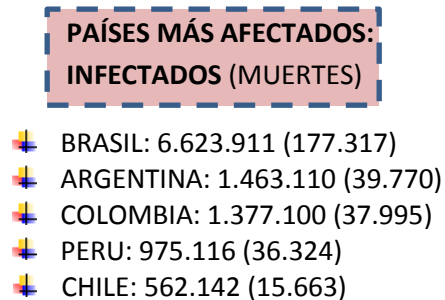 PAÍSES MÁS AFECTADOS:
INFECTADOS (MUERTES)
BRASIL: 6.623.911 (177.317)
ARGENTINA: 1.463.110 (39.770)
COLOMBIA: 1.377.100 (37.995)
PERU: 975.116 (36.324)
CHILE: 562.142 (15.663)